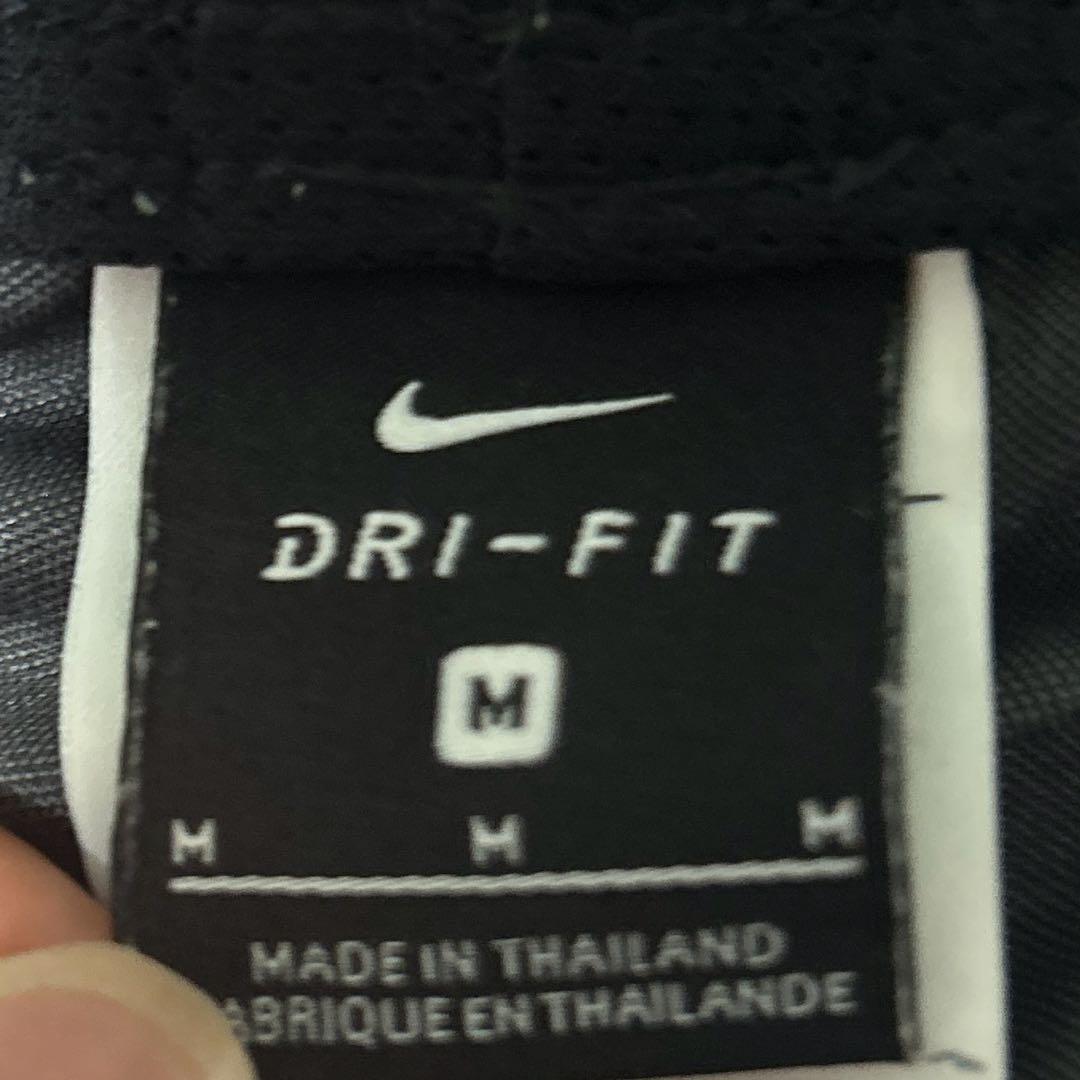 DRI-FIT
M
M M M
MADE IN THAILAND
ABRIQUE EN THAILANDE